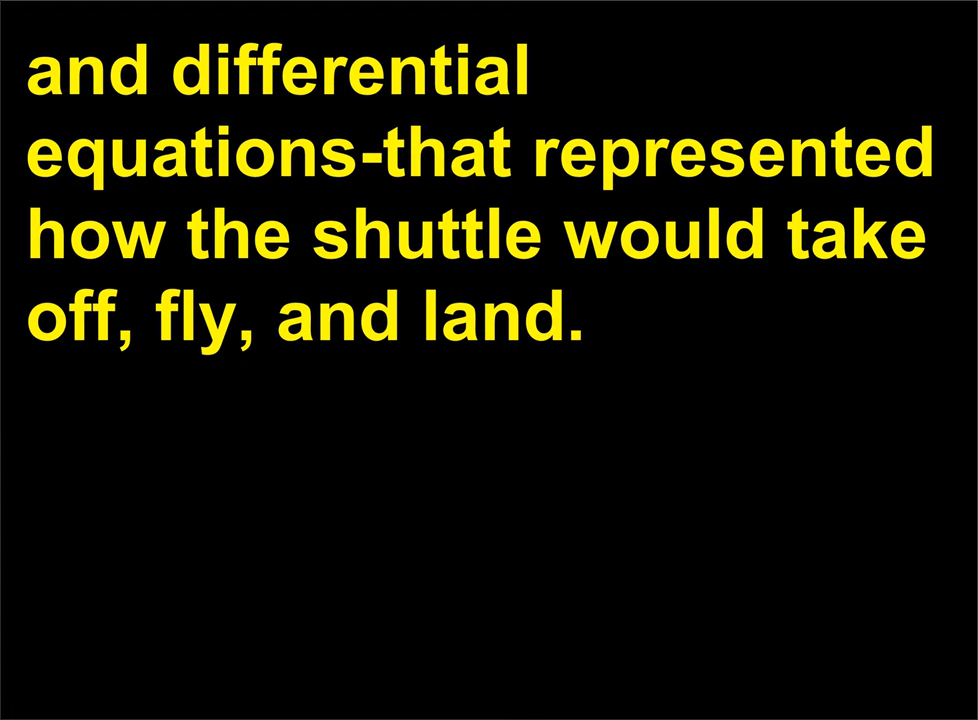 and differential
equations-that represented
how the shuttle would take
off, fly, and land.